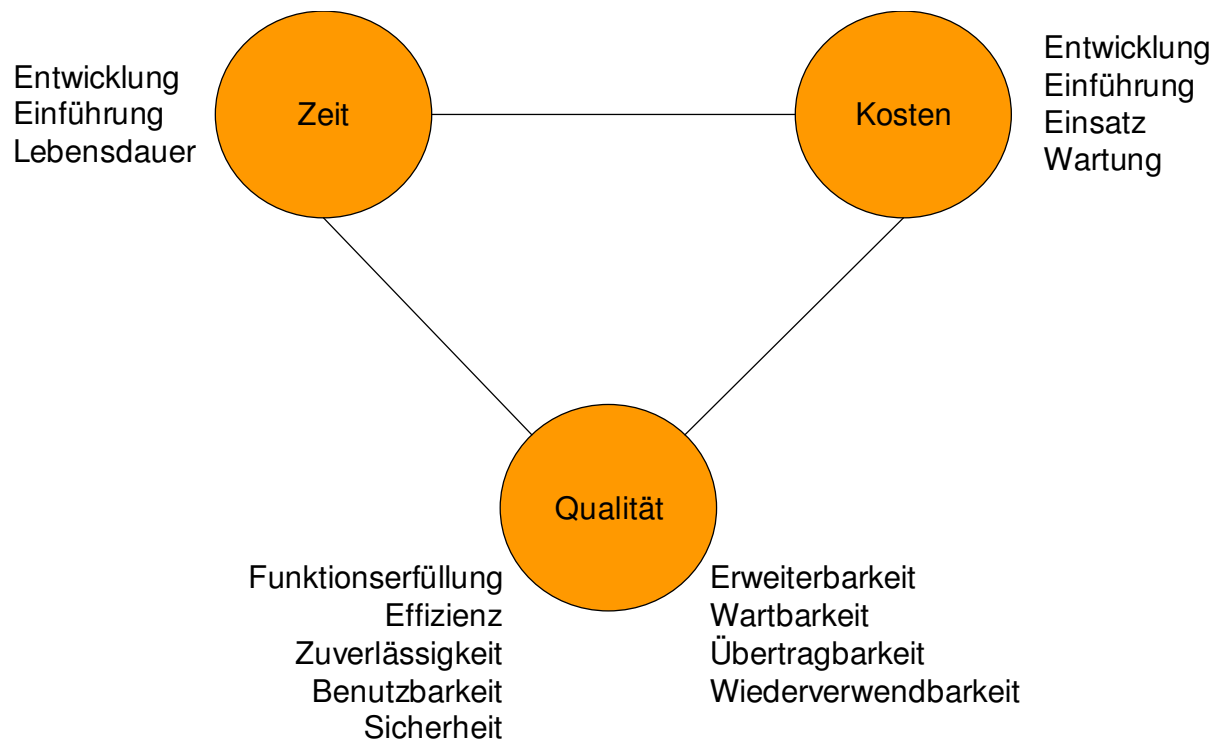 Entwicklung
Einführung
Lebensdauer
Zeit
Kosten
Entwicklung
Einführung
Einsatz
Wartung
Qualität
Funktionserfüllung
Effizienz
Zuverlässigkeit
Benutzbarkeit
Sicherheit
Erweiterbarkeit
Wartbarkeit
Übertragbarkeit
Wiederverwendbarkeit